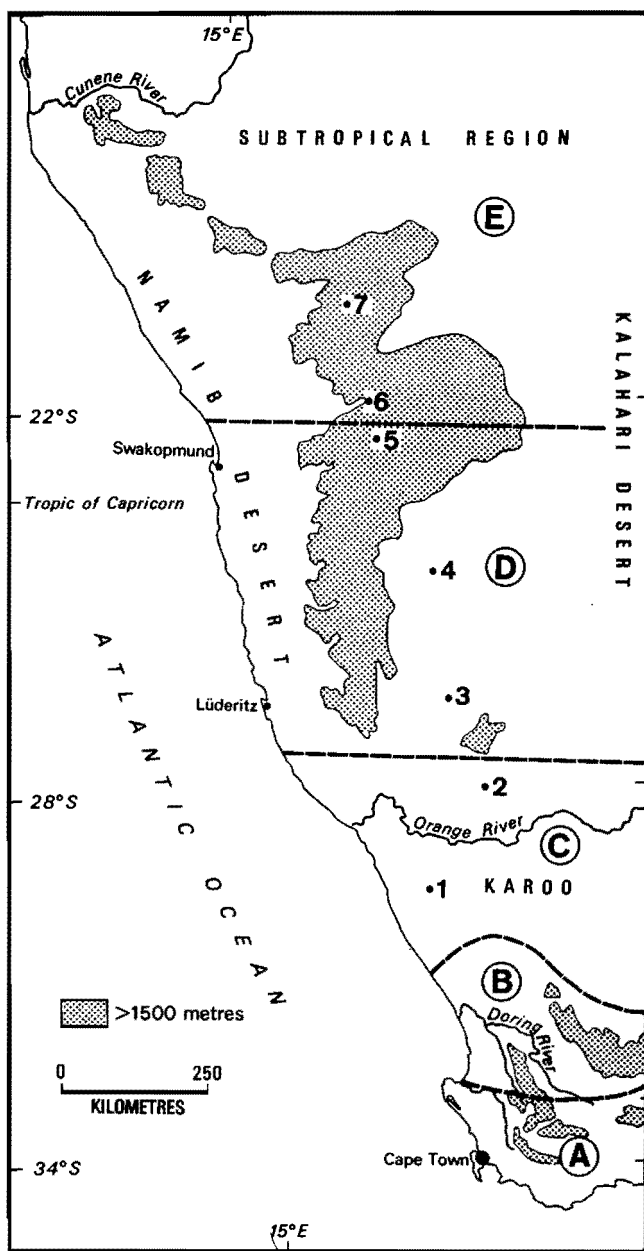 15°E
Cunene River
SUBTROPICAL REGION
E
NAMIB DESERT
7
KALAHARI DESERT
6
22°S
5
Swakopmund
Tropic of Capricorn
4
D
ATLANTIC OCEAN
3
Lüderitz
2
28°S
Orange River
C
1
KAROO
B
>1500 metres
Doring River
0 250
KILOMETRES
A
Cape Town
34°S
15°E